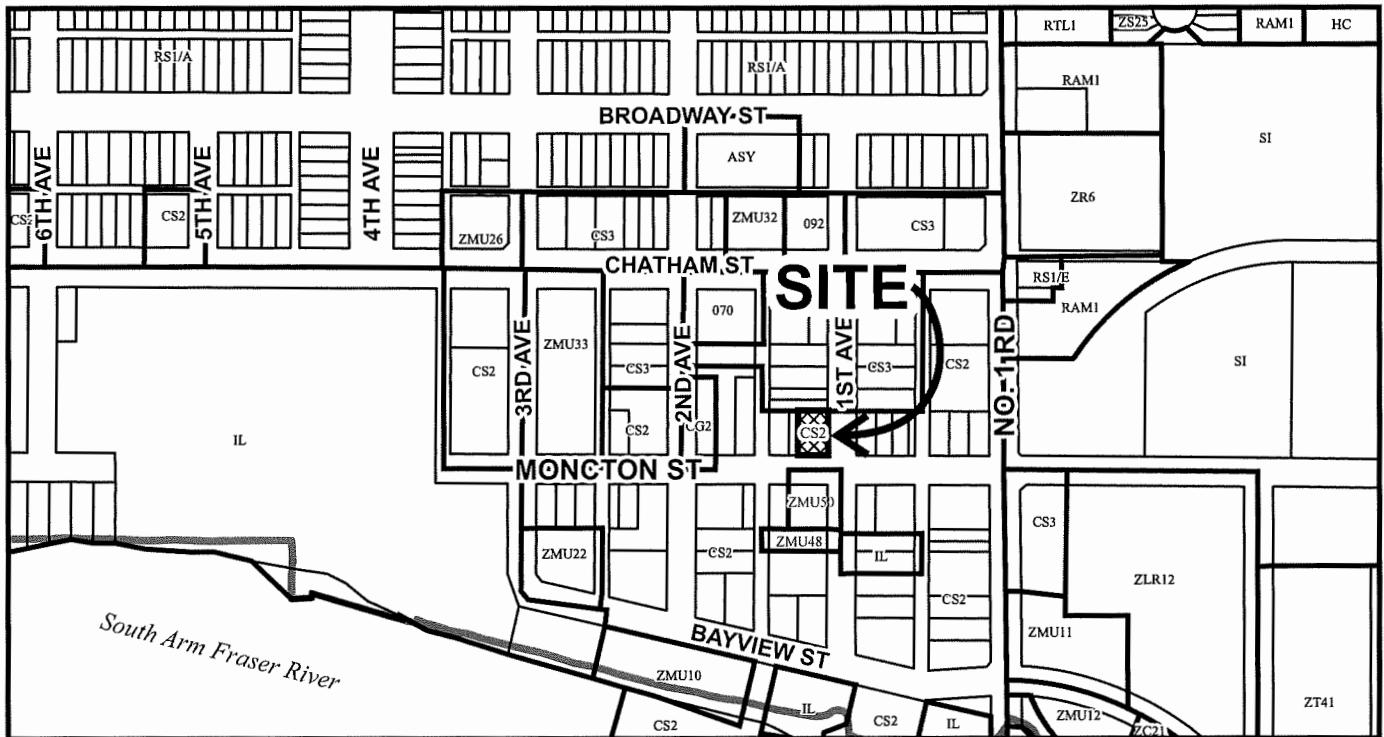 RTL1
ZS25
RAM1
HC
RS1/A
RS1/A
RAM1
BROADWAY ST
SI
6TH AVE
5TH AVE
4TH AVE
ASY
ZR6
CS2
CS2
ZMU26
CS3
ZMU32
092
CS3
CHATHAM ST
SITE
RS1/E
RAM1
070
3RD AVE
ZMU33
2ND AVE
1ST AVE
NO. 1 RD
CS2
CS3
CS3
CS2
SI
IL
CS2
CG2
CS2
MONCTON ST
ZMU50
CS3
ZMU22
CS2
ZMU48
IL
ZLR12
CS2
South Arm Fraser River
BAYVIEW ST
ZMU11
ZMU10
IL
CS2
CS2
IL
ZMU12
ZC21
ZT41